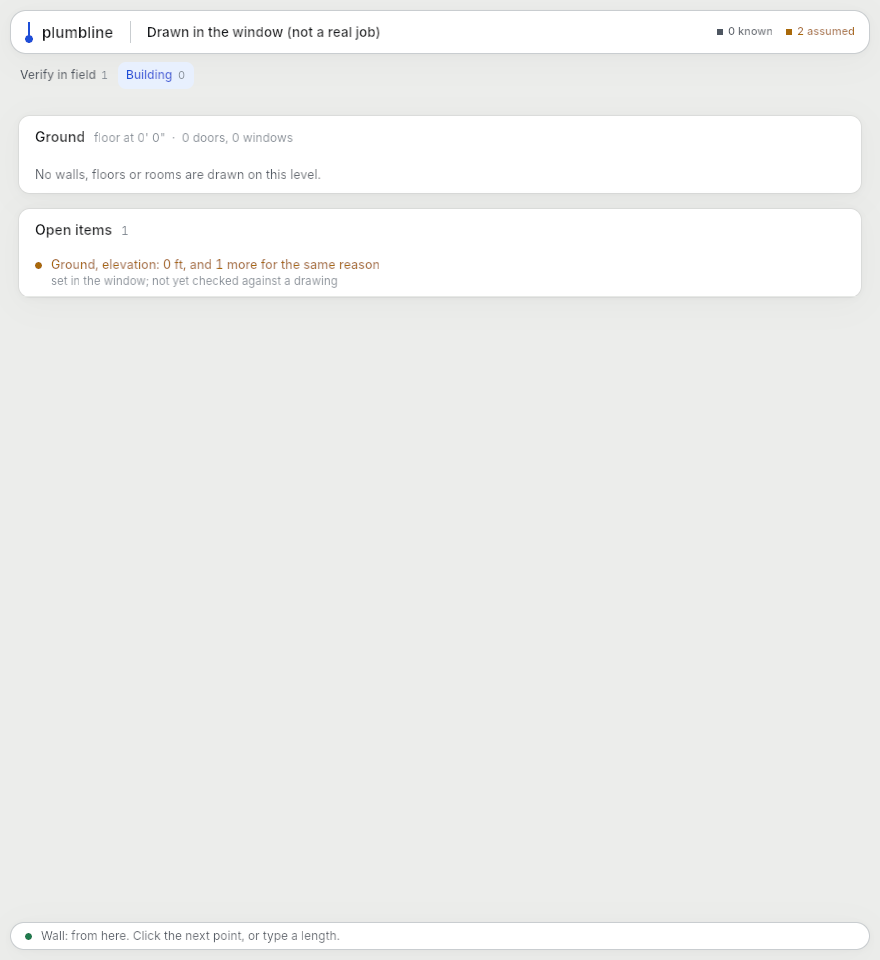 plumbline
Drawn in the window (not a real job)
0 known
2 assumed
Verify in field 1
Building 0
Ground floor at 0' 0" · 0 doors, 0 windows
No walls, floors or rooms are drawn on this level.
Open items 1
Ground, elevation: 0 ft, and 1 more for the same reason
set in the window; not yet checked against a drawing
Wall: from here. Click the next point, or type a length.